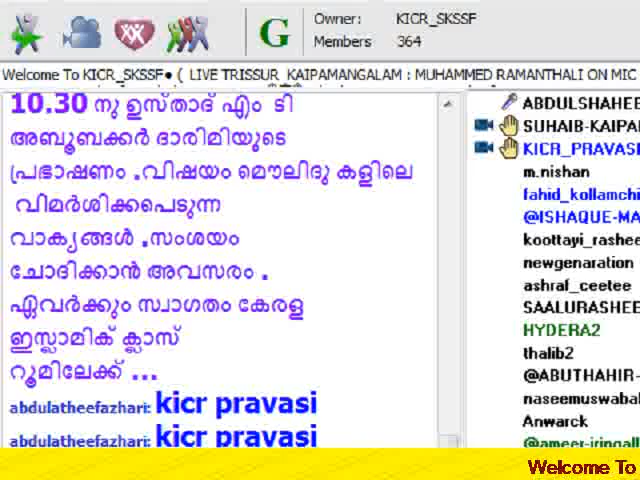 Owner: KICR_SKSSF
G
Members 364
Welcome To KICR_SKSSF● ( LIVE TRISSUR KAIPAMANGALAM : MUHAMMED RAMANTHALI ON MIC
10.30 നു ഉസ്താദ് എം ടി
അബൂബക്കർ ദാരിമിയുടെ
പ്രഭാഷണം .വിഷയം മൌലിദു കളിലെ
വിമർശിക്കപെടുന്ന
വാക്യങ്ങൾ .സംശയം
ചോദിക്കാൻ അവസരം .
ഏവർക്കും സ്വാഗതം കേരള
ഇസ്ലാമിക് ക്ലാസ്
റൂമിലേക്ക് ...
abdulatheefazhari: kicr pravasi
abdulatheefazhari: kicr pravasi
ABDULSHAHEE
SUHAIB-KAIPA
KICR_PRAVASI
m.nishan
fahid_kollamchi
@ISHAQUE-MA
koottayi_rashee
newgenaration
ashraf_ceetee
SAALURASHEE
HYDERA2
thalib2
@ABUTHAHIR-
naseemuswabal
Anwarck
@ameer-iringall
Welcome To